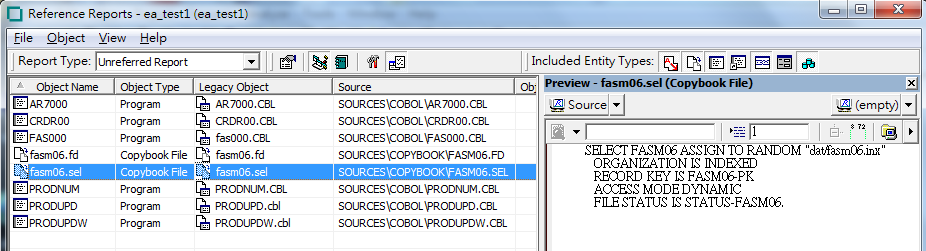 Reference Reports - ea_test1 (ea_test1)
File Object View Help
Report Type: Unreferred Report Included Entity Types:
Object Name Object Type Legacy Object Source Obj
AR7000 Program AR7000.CBL SOURCES\COBOL\AR7000.CBL
CRDR00 Program CRDR00.CBL SOURCES\COBOL\CRDR00.CBL
FAS000 Program fas000.CBL SOURCES\COBOL\FAS000.CBL
fasm06.fd Copybook File fasm06.fd SOURCES\COPYBOOK\FASM06.FD
fasm06.sel Copybook File fasm06.sel SOURCES\COPYBOOK\FASM06.SEL
PRODNUM Program PRODNUM.CBL SOURCES\COBOL\PRODNUM.CBL
PRODUPD Program PRODUPD.cbl SOURCES\COBOL\PRODUPD.CBL
PRODUPDW Program PRODUPDW.cbl SOURCES\COBOL\PRODUPDW.CBL
Preview - fasm06.sel (Copybook File)
Source (empty)
1 8 72
SELECT FASM06 ASSIGN TO RANDOM "dat/fasm06.inx"
ORGANIZATION IS INDEXED
RECORD KEY IS FASM06-PK
ACCESS MODE DYNAMIC
FILE STATUS IS STATUS-FASM06.